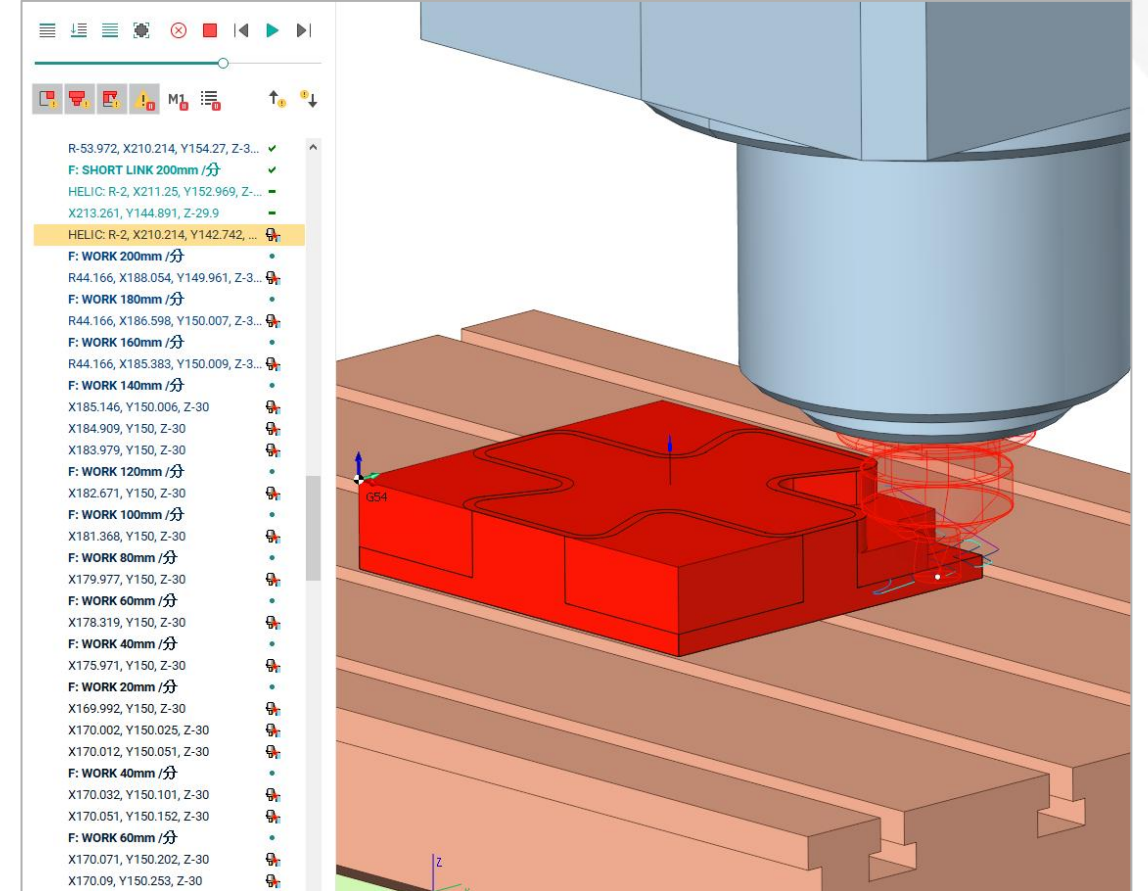 M1
R-53.972, X210.214, Y154.27, Z-3...
F: SHORT LINK 200mm /分
HELIC: R-2, X211.25, Y152.969, Z-...
X213.261, Y144.891, Z-29.9
HELIC: R-2, X210.214, Y142.742, ...
F: WORK 200mm /分
R44.166, X188.054, Y149.961, Z-3...
F: WORK 180mm /分
R44.166, X186.598, Y150.007, Z-3...
F: WORK 160mm /分
R44.166, X185.383, Y150.009, Z-3...
F: WORK 140mm /分
X185.146, Y150.006, Z-30
X184.909, Y150, Z-30
X183.979, Y150, Z-30
F: WORK 120mm /分
X182.671, Y150, Z-30
F: WORK 100mm /分
X181.368, Y150, Z-30
F: WORK 80mm /分
X179.977, Y150, Z-30
F: WORK 60mm /分
X178.319, Y150, Z-30
F: WORK 40mm /分
X175.971, Y150, Z-30
F: WORK 20mm /分
X169.992, Y150, Z-30
X170.002, Y150.025, Z-30
X170.012, Y150.051, Z-30
F: WORK 40mm /分
X170.032, Y150.101, Z-30
X170.051, Y150.152, Z-30
F: WORK 60mm /分
X170.071, Y150.202, Z-30
X170.09, Y150.253, Z-30
G54
Z